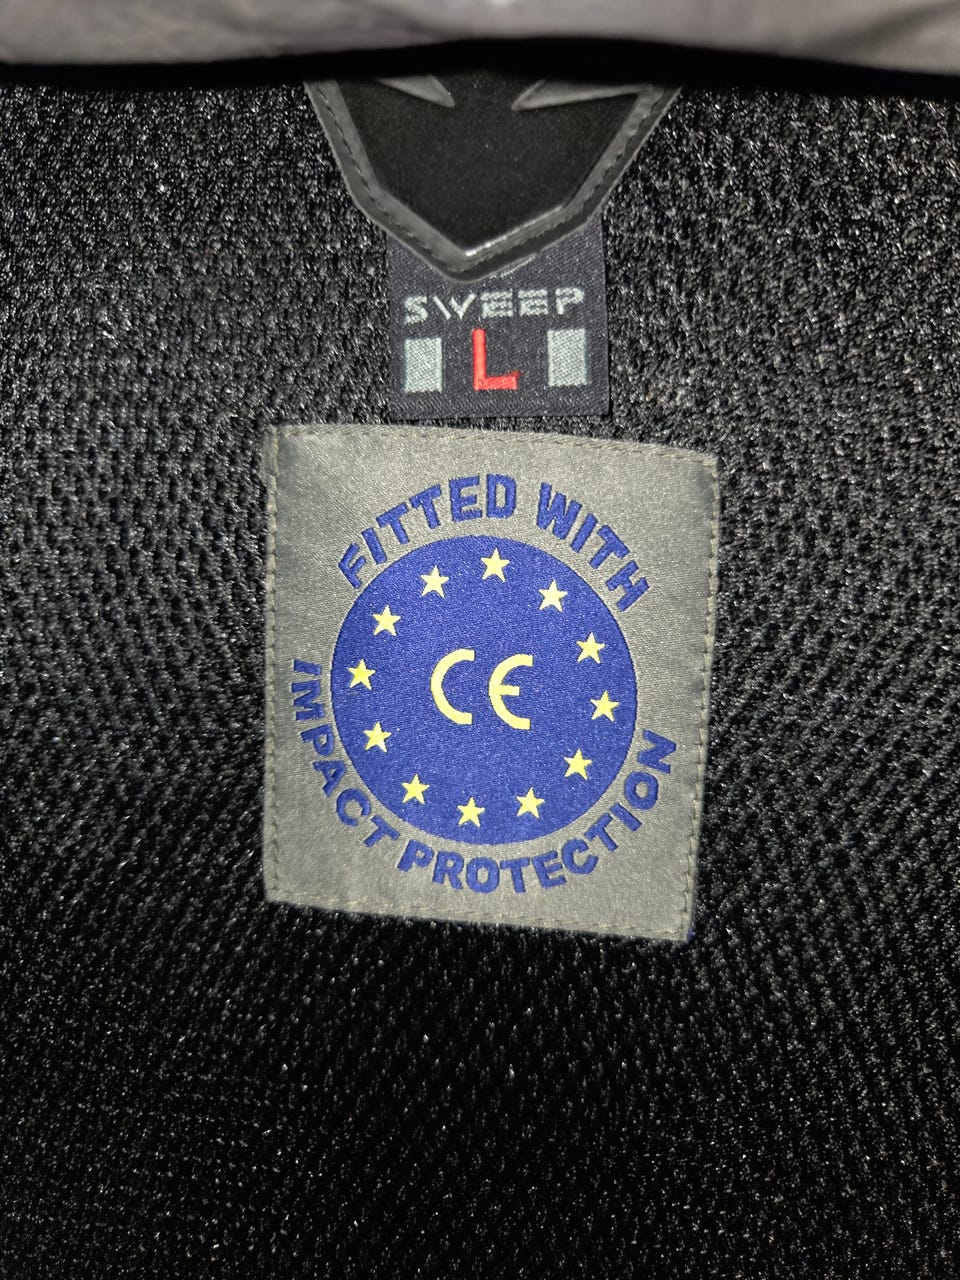 SWEEP
L
FITTED WITH
CE
IMPACT PROTECTION